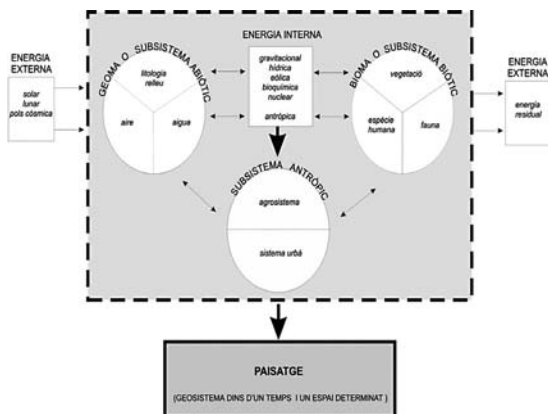 ENERGIA INTERNA
ENERGIA
EXTERNA
solar
lunar
pols còsmica
GEOMA O SUBSISTEMA ABIÒTIC
litologia
relleu
aire
aigua
gravitacional
hídrica
eòlica
bioquímica
nuclear
antròpica
BIOMA O SUBSISTEMA BIÒTIC
vegetació
espècie
humana
fauna
ENERGIA
EXTERNA
energia
residual
SUBSISTEMA ANTRÒPIC
agrosistema
sistema urbà
PAISATGE
(GEOSISTEMA DINS D'UN TEMPS I UN ESPAI DETERMINAT )